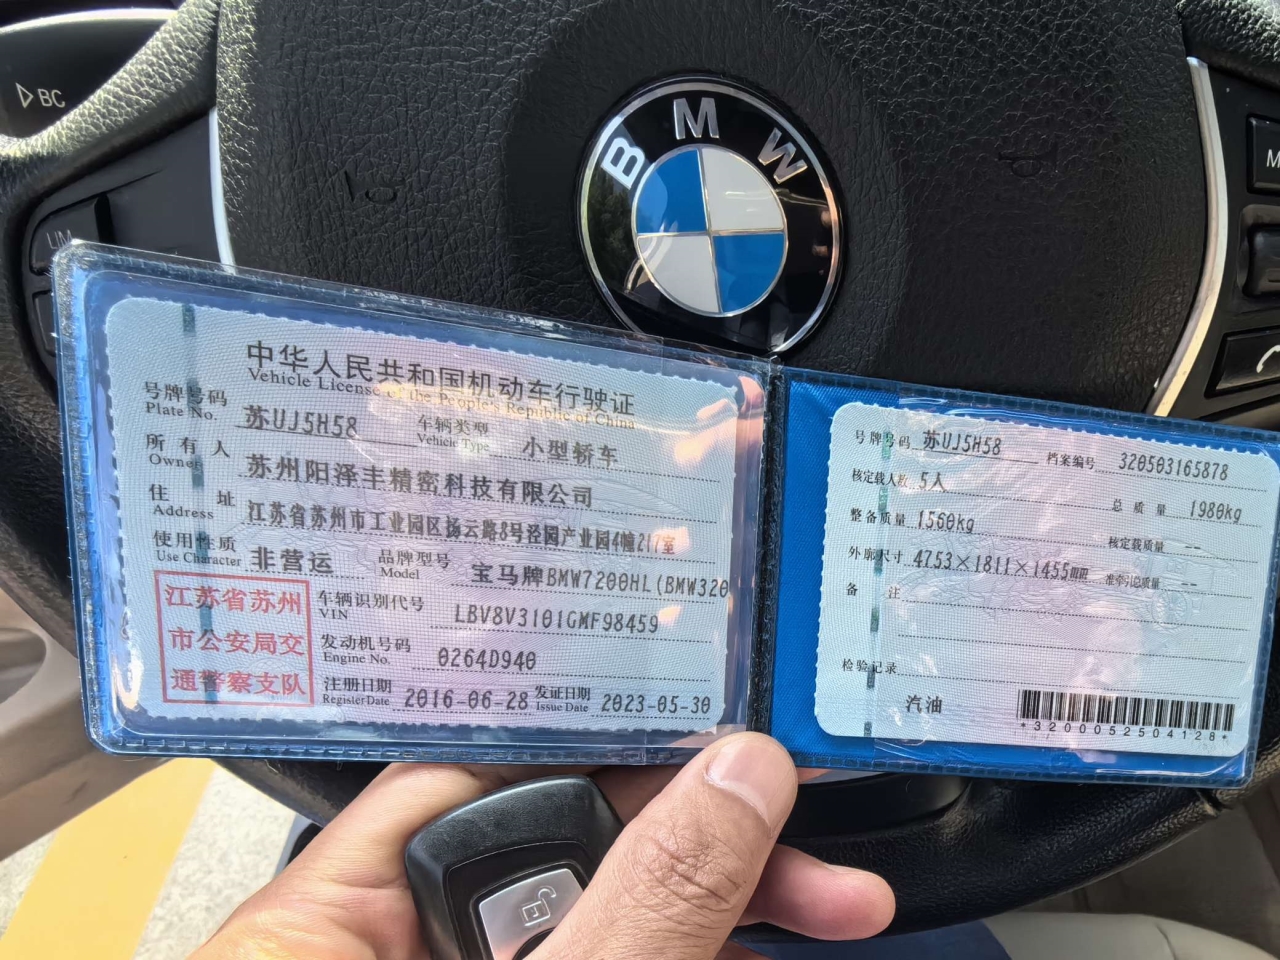 BC
LIM
B M W
M
中华人民共和国机动车行驶证
Vehicle License of the People's Republic of China
号牌号码 苏UJ5H58 车辆类型 小型轿车
Plate No. Vehicle Type
所有人 苏州阳泽丰精密科技有限公司
Owner
住址 江苏省苏州市工业园区扬云路8号泾园产业园4幢217室
Address
使用性质 非营运 品牌型号 宝马牌BMW7200HL(BMW320
Use Character Model
江苏省苏州
市公安局交
通警察支队
车辆识别代号 LBV8V3101GMF98459
VIN
发动机号码 0264D940
Engine No.
注册日期 2016-06-28 发证日期 2023-05-30
Register Date Issue Date
号牌号码 苏UJ5H58 档案编号 320503165878
核定载人数 5人 总质量 1980kg
整备质量 1560kg 核定载质量 --
外廓尺寸 4753×1811×1455mm 准牵引总质量 --
备注
检验记录
汽油
*3200052504128*